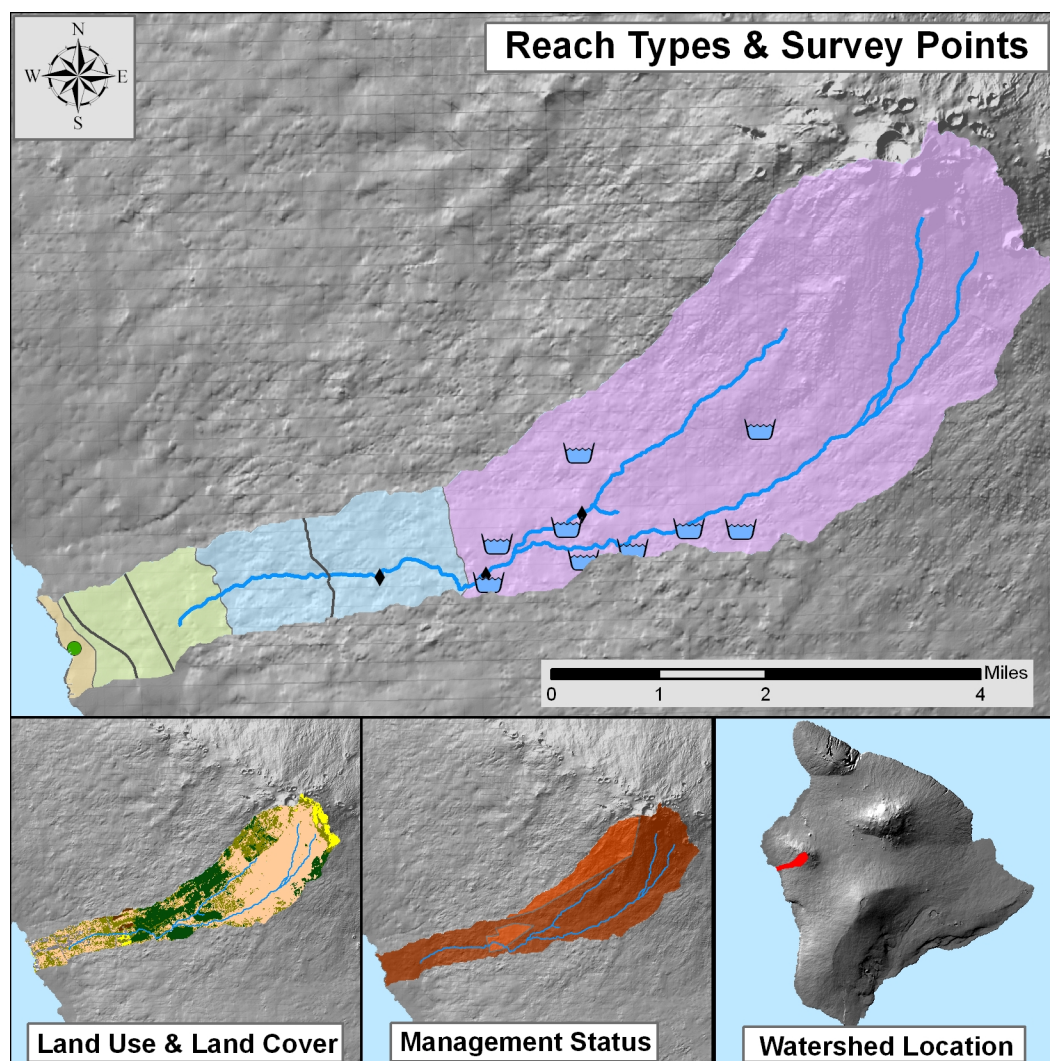 Reach Types & Survey Points
N
W E
S
Miles
0 1 2 4
Land Use & Land Cover
Management Status
Watershed Location